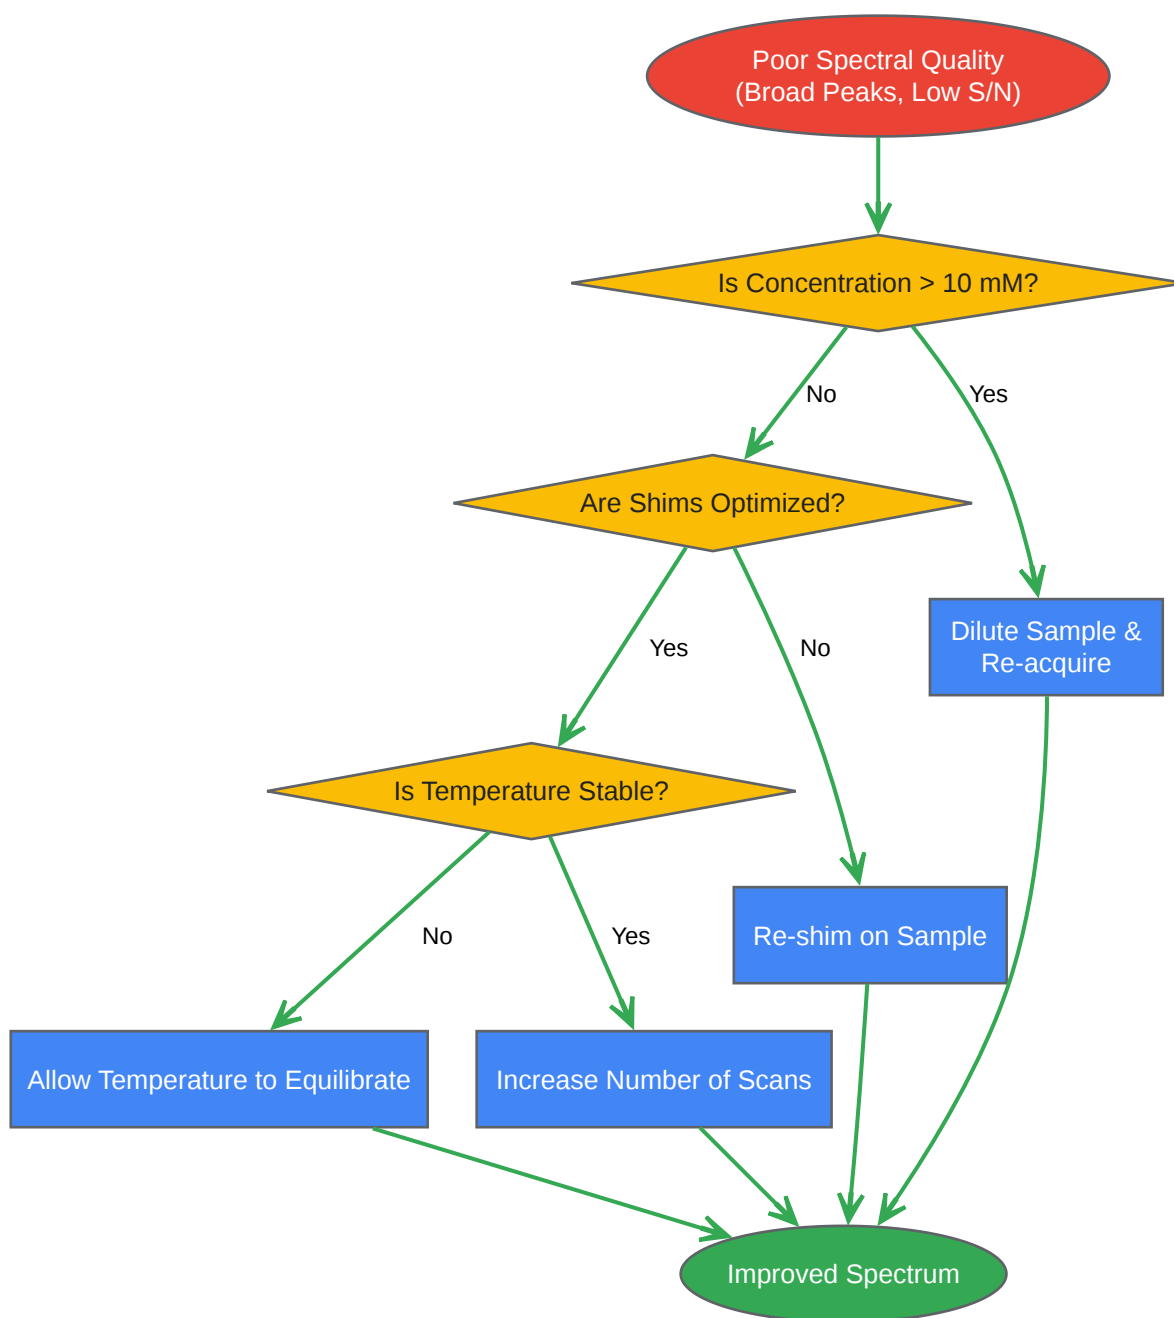 Poor Spectral Quality
(Broad Peaks, Low S/N)
Is Concentration > 10 mM?
No
Yes
Are Shims Optimized?
Dilute Sample &
Re-acquire
Yes
No
Is Temperature Stable?
Re-shim on Sample
No
Yes
Allow Temperature to Equilibrate
Increase Number of Scans
Improved Spectrum